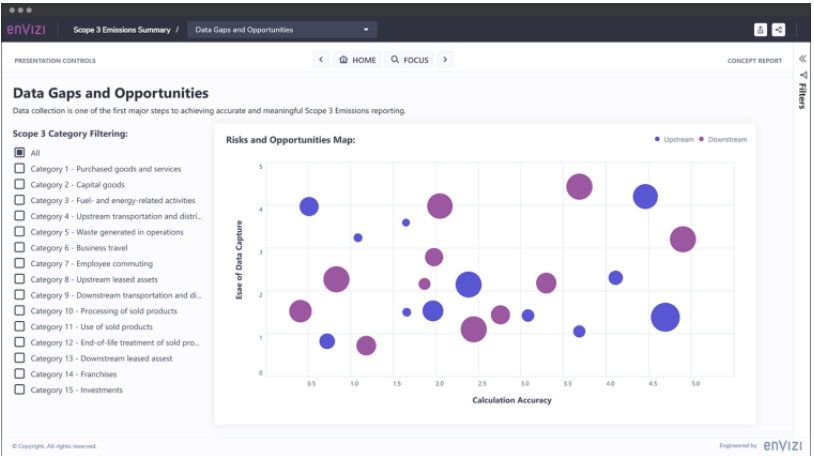 enVIZI
Scope 3 Emissions Summary /
Data Gaps and Opportunities
PRESENTATION CONTROLS
HOME
FOCUS
CONCEPT REPORT
Filters
Data Gaps and Opportunities
Data collection is one of the first major steps to achieving accurate and meaningful Scope 3 Emissions reporting.
Scope 3 Category Filtering:
All
Category 1 - Purchased goods and services
Category 2 - Capital goods
Category 3 - Fuel- and energy-related activities
Category 4 - Upstream transportation and distri...
Category 5 - Waste generated in operations
Category 6 - Business travel
Category 7 - Employee commuting
Category 8 - Upstream leased assets
Category 9 - Downstream transportation and di...
Category 10 - Processing of sold products
Category 11 - Use of sold products
Category 12 - End-of-life treatment of sold pro...
Category 13 - Downstream leased assest
Category 14 - Franchises
Category 15 - Investments
Risks and Opportunities Map:
Upstream
Downstream
Esae of Data Capture
5
4
3
2
1
0
0.5 1.0 1.5 2.0 2.5 3.0 3.5 4.0 4.5 5.0
Calculation Accuracy
© Copyright. All rights reserved.
Engineered by enVIZI